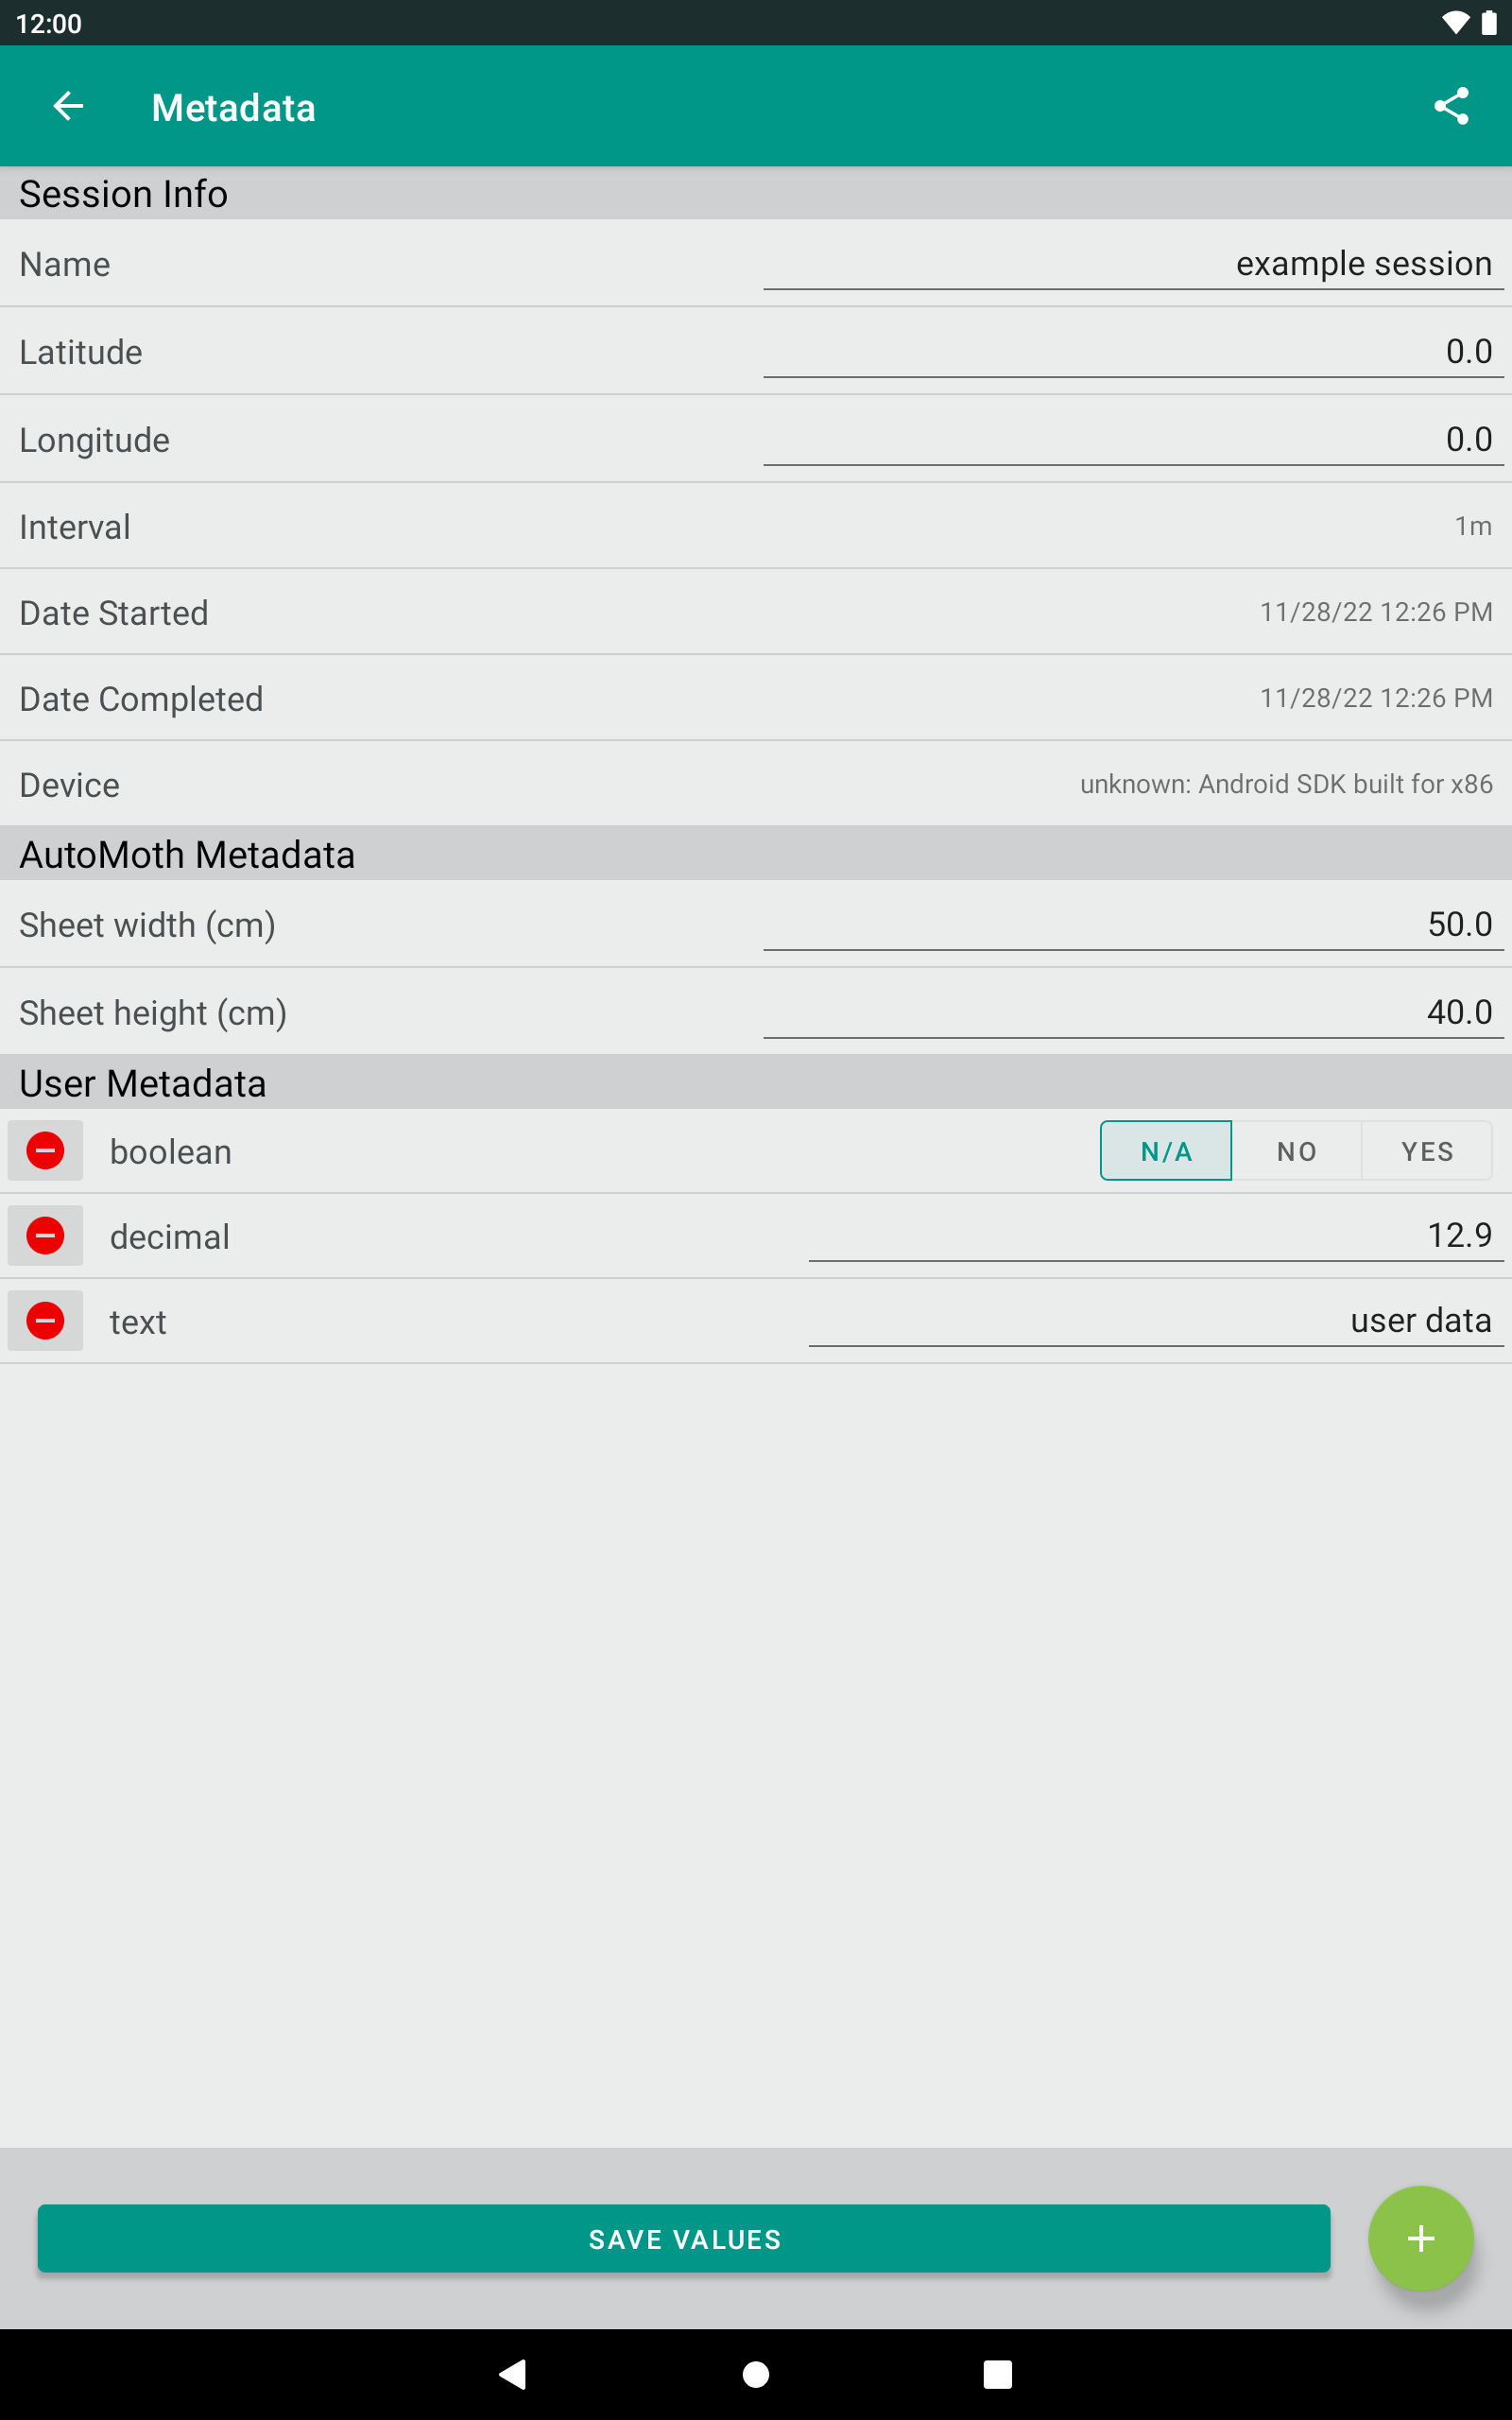 12:00
Metadata
Session Info
Name example session
Latitude 0.0
Longitude 0.0
Interval 1m
Date Started 11/28/22 12:26 PM
Date Completed 11/28/22 12:26 PM
Device unknown: Android SDK built for x86
AutoMoth Metadata
Sheet width (cm) 50.0
Sheet height (cm) 40.0
User Metadata
boolean N/A NO YES
decimal 12.9
text user data
SAVE VALUES